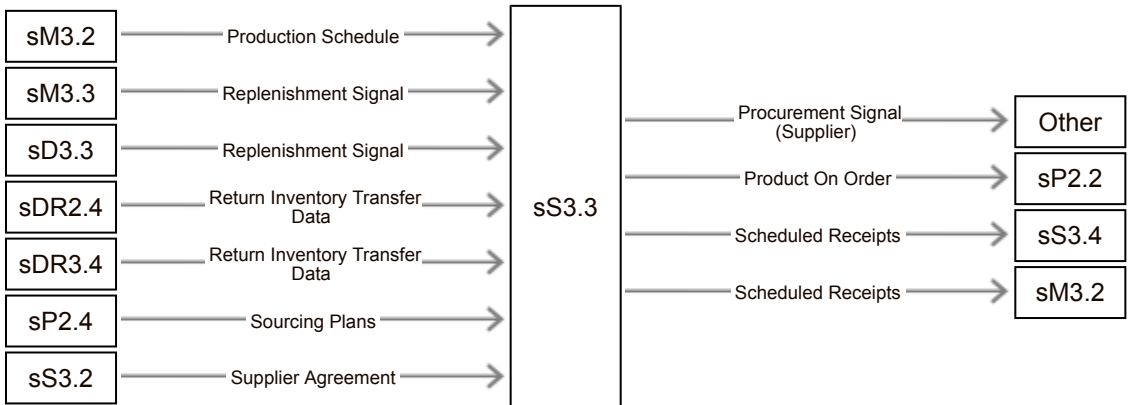 sM3.2
Production Schedule
sM3.3
Replenishment Signal
sD3.3
Replenishment Signal
sDR2.4
Return Inventory Transfer
Data
sDR3.4
Return Inventory Transfer
Data
sP2.4
Sourcing Plans
sS3.2
Supplier Agreement
sS3.3
Procurement Signal
(Supplier)
Other
Product On Order
sP2.2
Scheduled Receipts
sS3.4
Scheduled Receipts
sM3.2